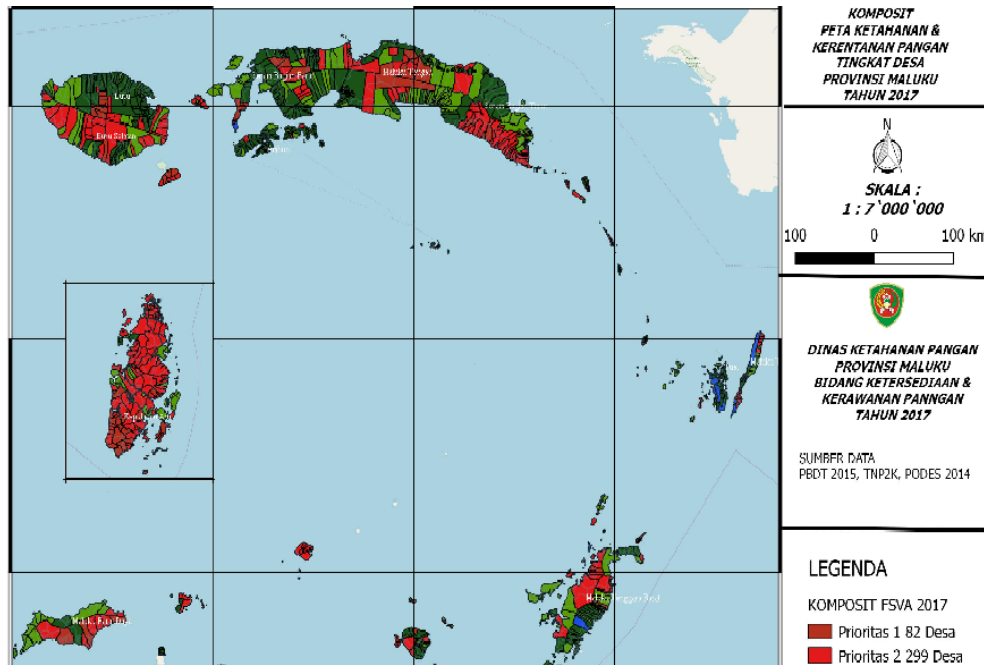 KOMPOSIT
PETA KETAHANAN &
KERENTANAN PANGAN
TINGKAT DESA
PROVINSI MALUKU
TAHUN 2017
N
SKALA :
1 : 7`000`000
100 0 100 km
DINAS KETAHANAN PANGAN
PROVINSI MALUKU
BIDANG KETERSEDIAAN &
KERAWANAN PANNGAN
TAHUN 2017
SUMBER DATA
PBDT 2015, TNP2K, PODES 2014
LEGENDA
KOMPOSIT FSVA 2017
Prioritas 1 82 Desa
Prioritas 2 299 Desa